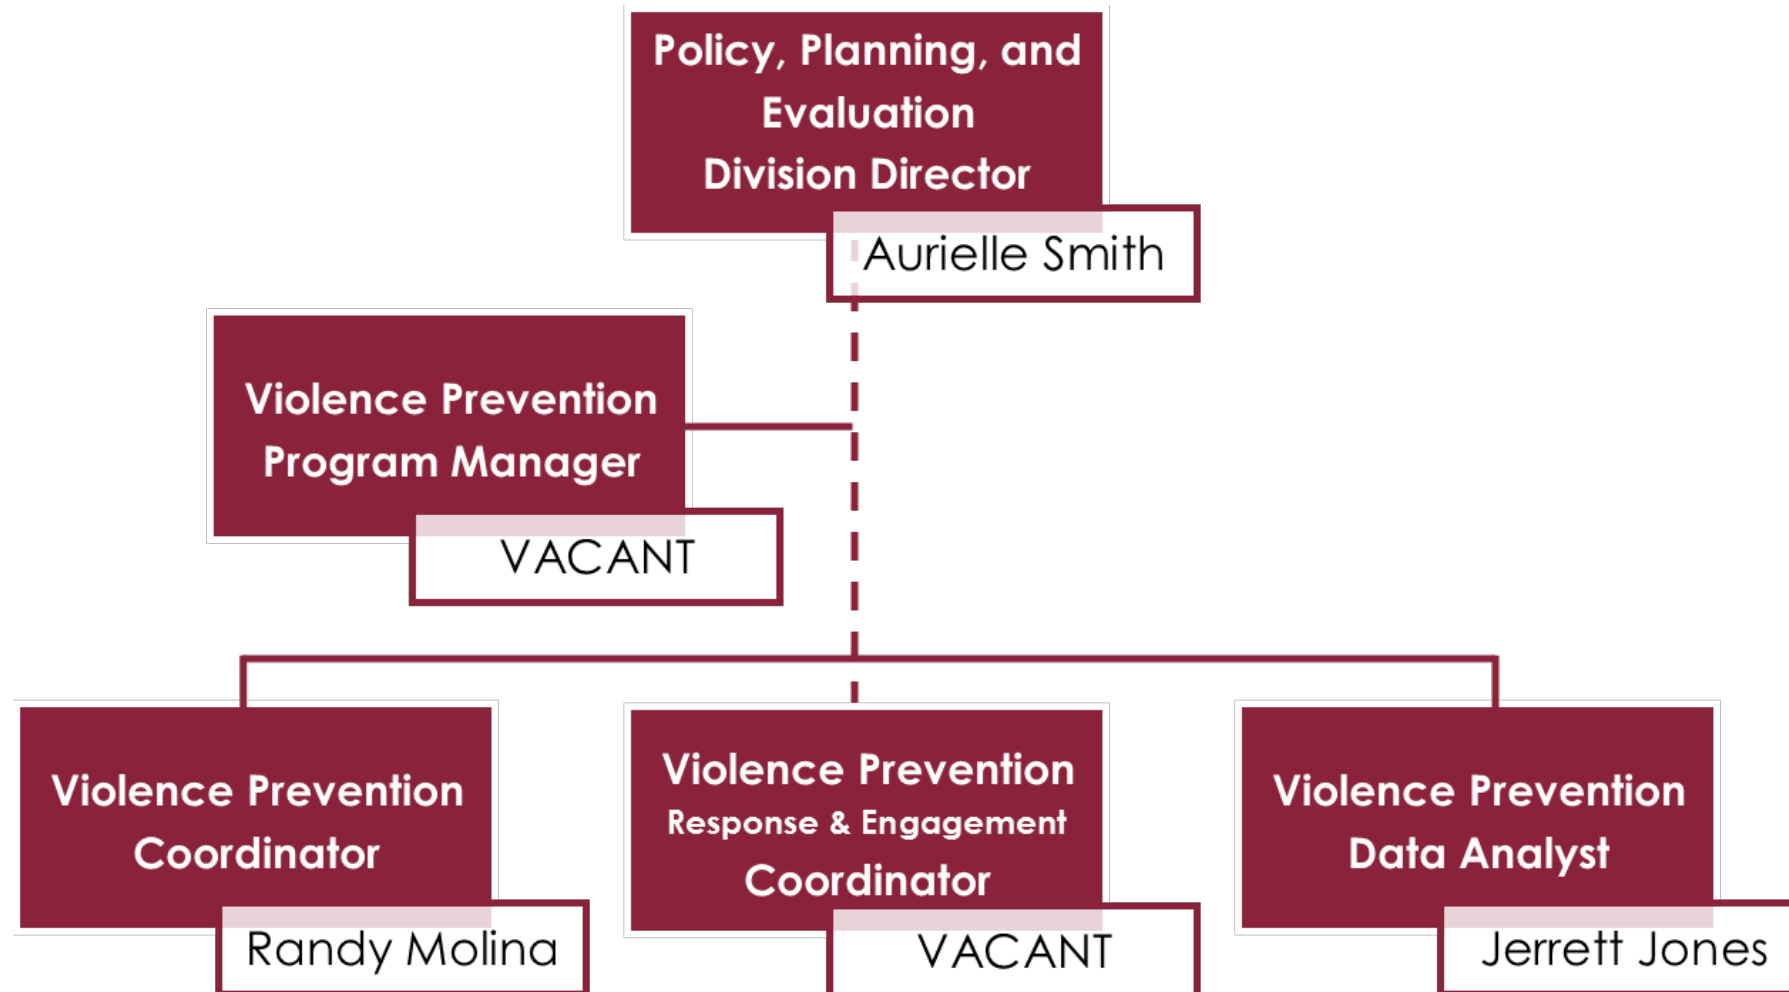 Policy, Planning, and
Evaluation
Division Director
Aurielle Smith
Violence Prevention
Program Manager
VACANT
Violence Prevention
Coordinator
Randy Molina
Violence Prevention
Response & Engagement
Coordinator
VACANT
Violence Prevention
Data Analyst
Jerrett Jones